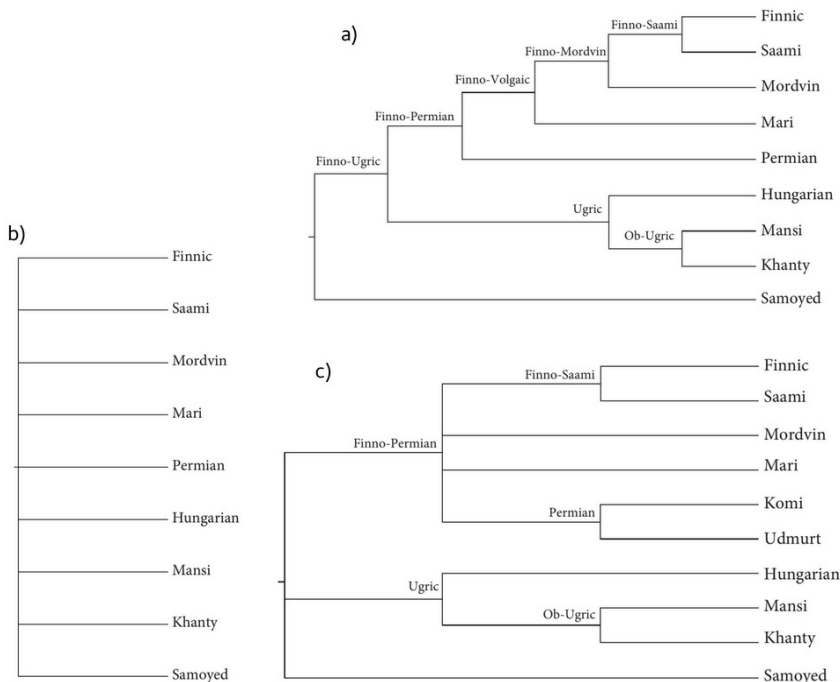 a)
Finno-Saami
Finnic
Saami
Finno-Mordvin
Mordvin
Finno-Volgaic
Mari
Finno-Permian
Permian
Finno-Ugric
Ugric
Hungarian
Ob-Ugric
Mansi
Khanty
Samoyed
b)
Finnic
Saami
Mordvin
Mari
Permian
Hungarian
Mansi
Khanty
Samoyed
c)
Finno-Saami
Finnic
Saami
Finno-Permian
Mordvin
Mari
Permian
Komi
Udmurt
Ugric
Hungarian
Ob-Ugric
Mansi
Khanty
Samoyed